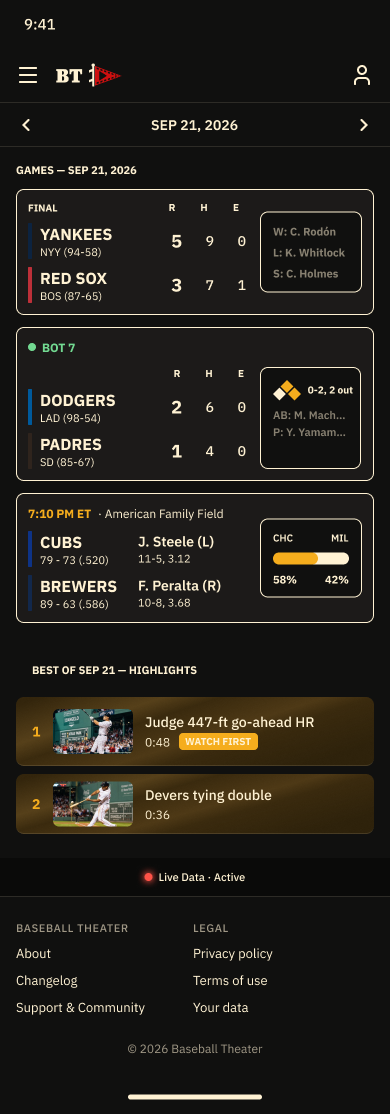 9:41
BT
SEP 21, 2026
GAMES — SEP 21, 2026
FINAL R H E
YANKEES 5 9 0
NYY (94-58)
RED SOX 3 7 1
BOS (87-65)
W: C. Rodón
L: K. Whitlock
S: C. Holmes
BOT 7
R H E
DODGERS 2 6 0
LAD (98-54)
PADRES 1 4 0
SD (85-67)
0-2, 2 out
AB: M. Mach...
P: Y. Yamam...
7:10 PM ET · American Family Field
CUBS J. Steele (L)
79 - 73 (.520) 11-5, 3.12
BREWERS F. Peralta (R)
89 - 63 (.586) 10-8, 3.68
CHC MIL
58% 42%
BEST OF SEP 21 — HIGHLIGHTS
1 Judge 447-ft go-ahead HR
0:48 WATCH FIRST
2 Devers tying double
0:36
Live Data · Active
BASEBALL THEATER LEGAL
About Privacy policy
Changelog Terms of use
Support & Community Your data
© 2026 Baseball Theater